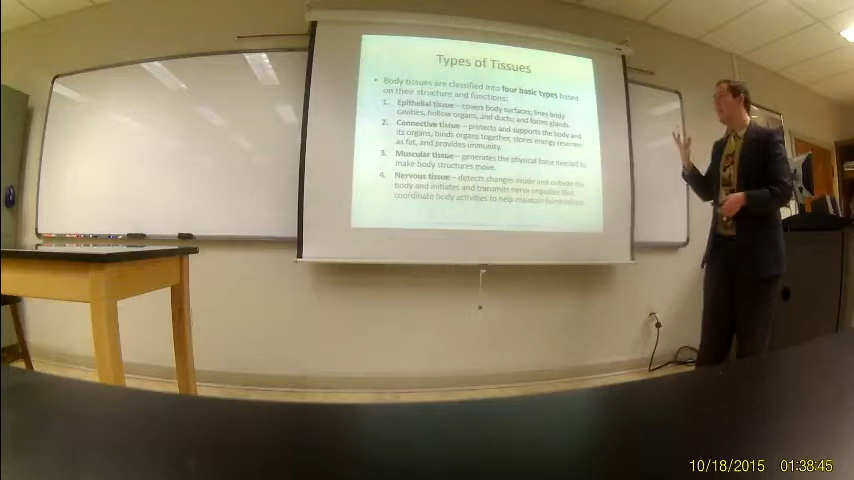 Types of Tissues
• Body tissues are classified into four basic types based
on their structure and functions:
1. Epithelial tissue – covers body surfaces; lines body
cavities, hollow organs, and ducts; and forms glands.
2. Connective tissue – protects and supports the body and
its organs, binds organs together, stores energy reserves
as fat, and provides immunity.
3. Muscular tissue – generates the physical force needed to
make body structures move.
4. Nervous tissue – detects changes inside and outside the
body and initiates and transmits nerve impulses that
coordinate body activities to help maintain homeostasis.
10/18/2015 01:38:45